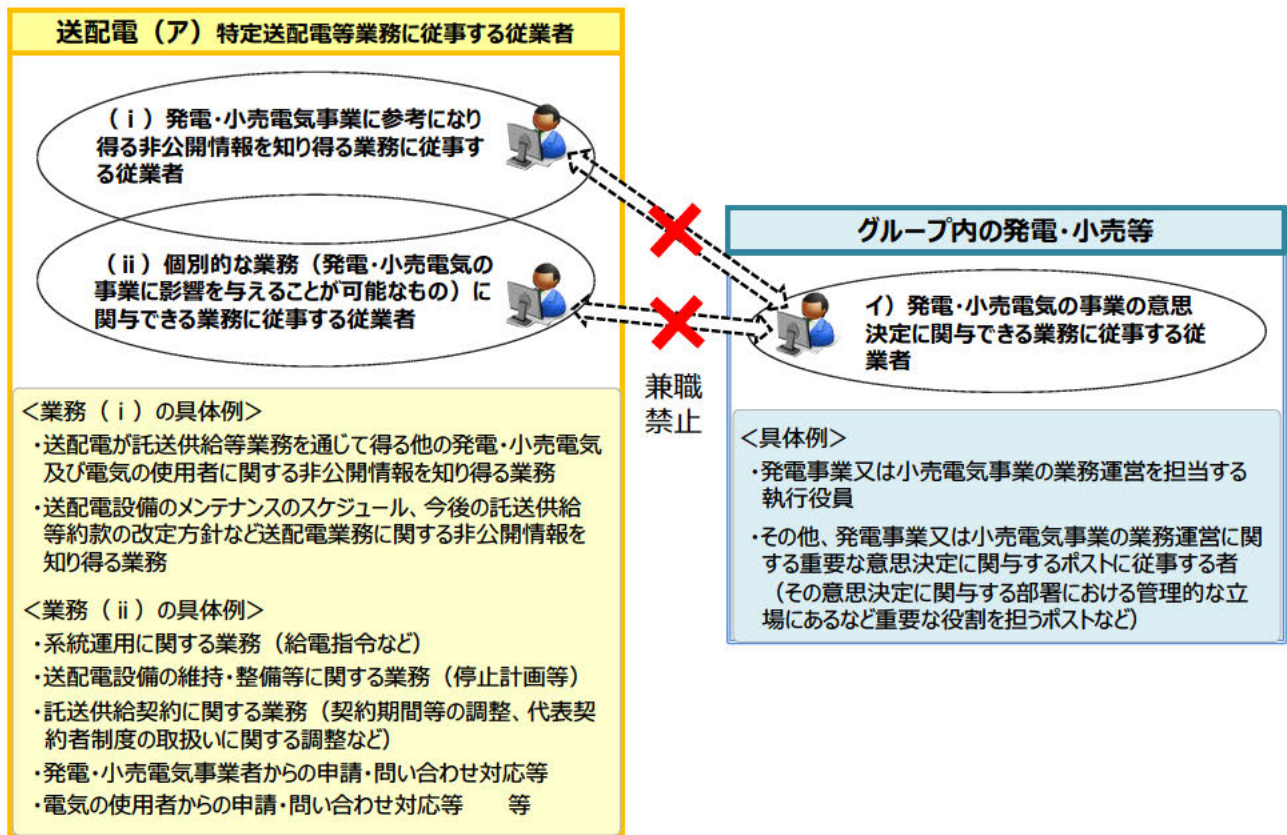 送配電（ア）特定送配電等業務に従事する従業者
（ⅰ）発電・小売電気事業に参考になり
得る非公開情報を知り得る業務に従事す
る従業者
（ⅱ）個別的な業務（発電・小売電気の
事業に影響を与えることが可能なもの）に
関与できる業務に従事する従業者
＜業務（ⅰ）の具体例＞
・送配電が託送供給等業務を通じて得る他の発電・小売電気
及び電気の使用者に関する非公開情報を知り得る業務
・送配電設備のメンテナンスのスケジュール、今後の託送供給
等約款の改定方針など送配電業務に関する非公開情報を
知り得る業務
＜業務（ⅱ）の具体例＞
・系統運用に関する業務（給電指令など）
・送配電設備の維持・整備等に関する業務（停止計画等）
・託送供給契約に関する業務（契約期間等の調整、代表契
約者制度の取扱いに関する調整など）
・発電・小売電気事業者からの申請・問い合わせ対応等
・電気の使用者からの申請・問い合わせ対応等　　等
兼職
禁止
グループ内の発電・小売等
イ）発電・小売電気の事業の意思
決定に関与できる業務に従事する従
業者
＜具体例＞
・発電事業又は小売電気事業の業務運営を担当する
執行役員
・その他、発電事業又は小売電気事業の業務運営に関
する重要な意思決定に関与するポストに従事する者
（その意思決定に関与する部署における管理的な立
場にあるなど重要な役割を担うポストなど）